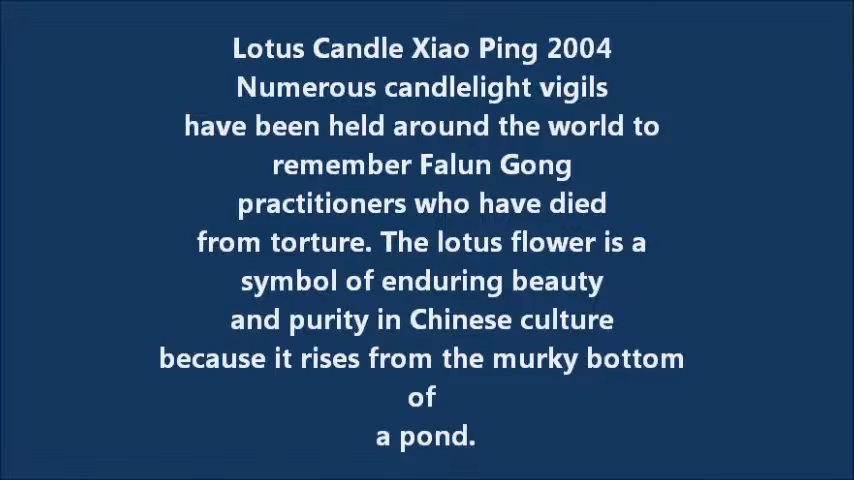 Lotus Candle Xiao Ping 2004
Numerous candlelight vigils
have been held around the world to
remember Falun Gong
practitioners who have died
from torture. The lotus flower is a
symbol of enduring beauty
and purity in Chinese culture
because it rises from the murky bottom
of
a pond.